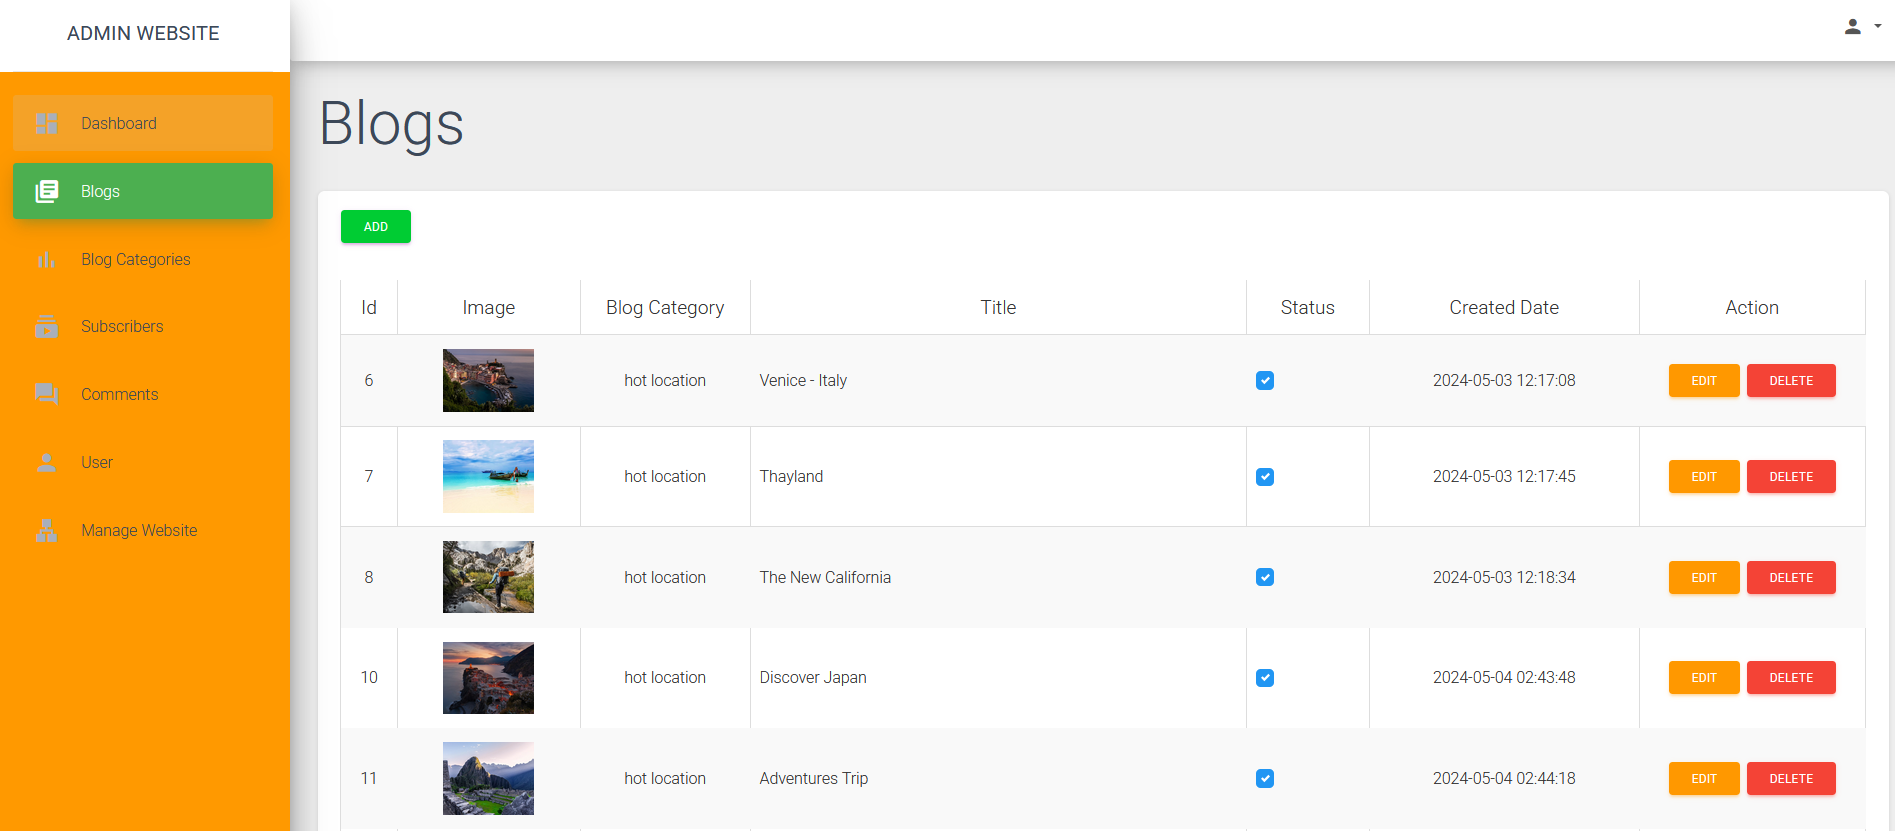 ADMIN WEBSITE
Dashboard
Blogs
Blog Categories
Subscribers
Comments
User
Manage Website
Blogs
ADD
Id Image Blog Category Title Status Created Date Action
6 hot location Venice - Italy 2024-05-03 12:17:08 EDIT DELETE
7 hot location Thayland 2024-05-03 12:17:45 EDIT DELETE
8 hot location The New California 2024-05-03 12:18:34 EDIT DELETE
10 hot location Discover Japan 2024-05-04 02:43:48 EDIT DELETE
11 hot location Adventures Trip 2024-05-04 02:44:18 EDIT DELETE